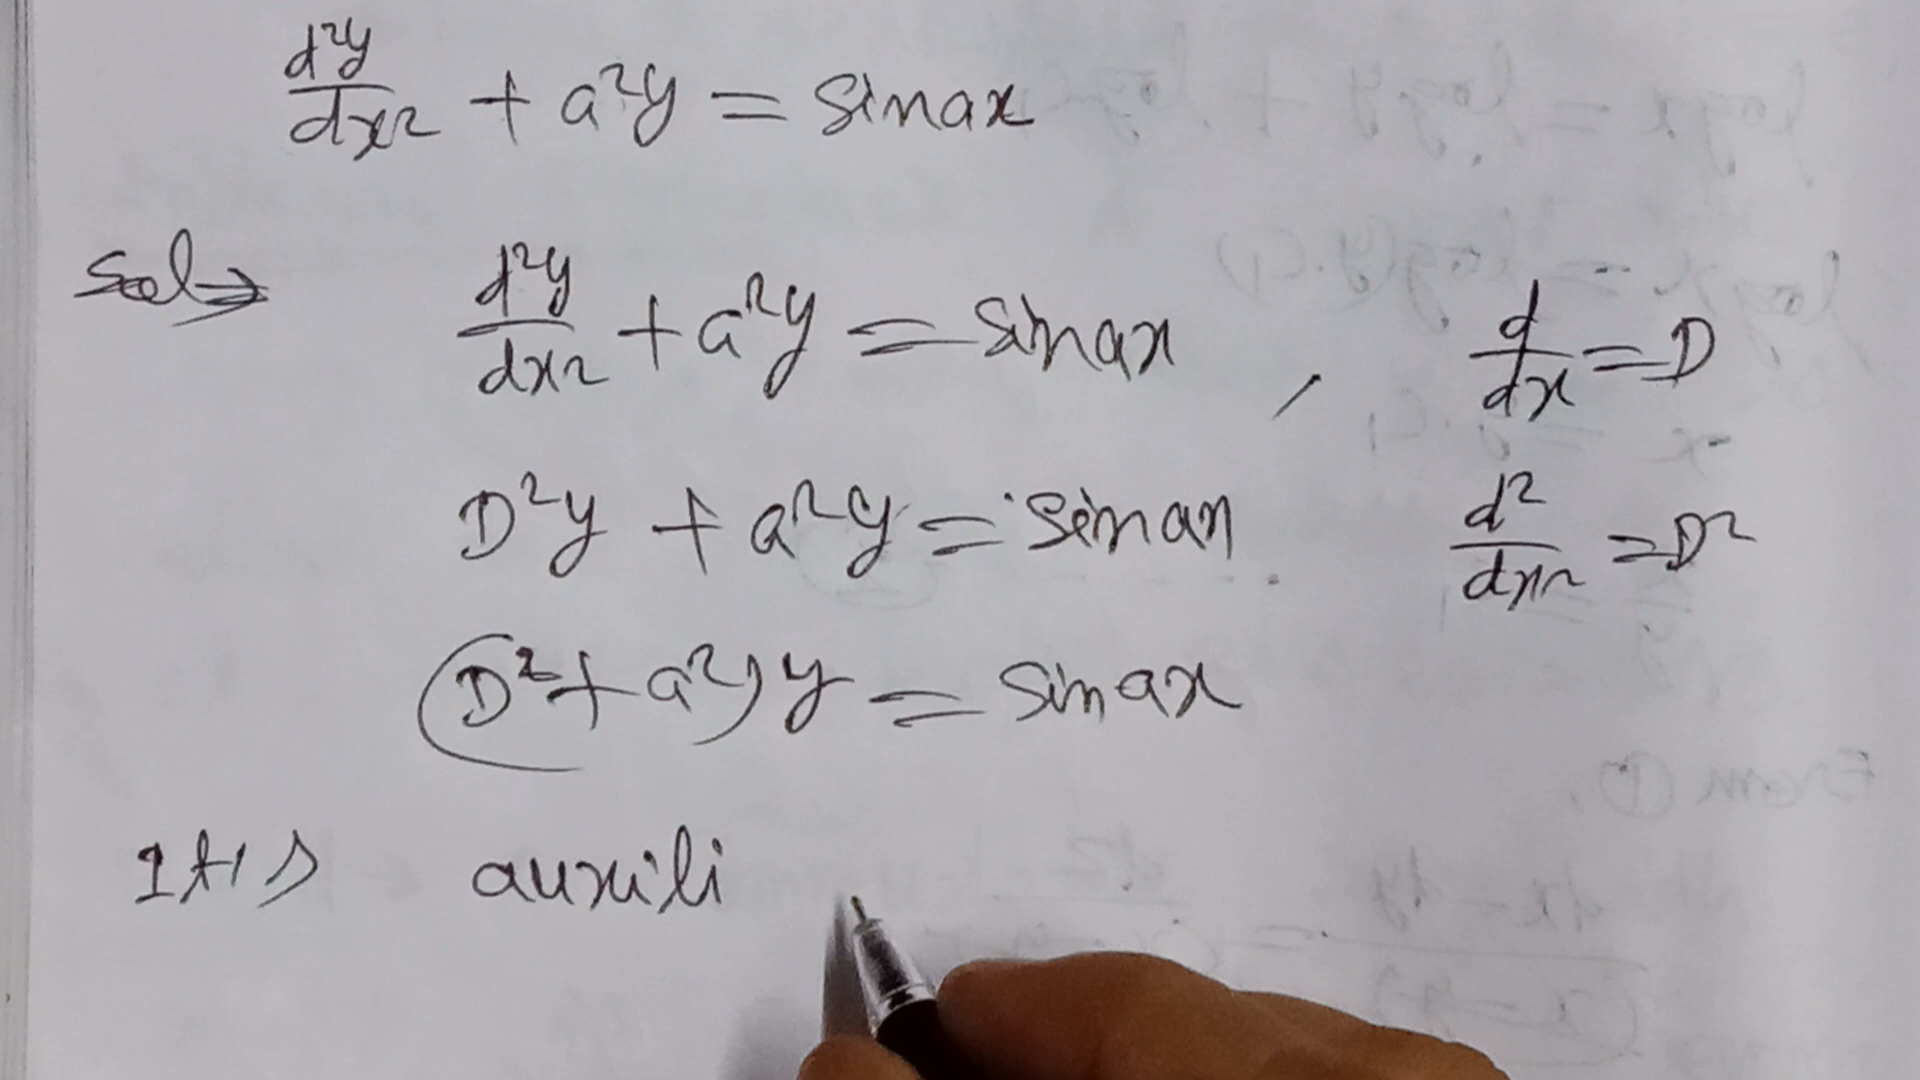 d²y/dx² + a²y = sinax
Sol→ d²y/dx² + a²y = sinax , d/dx = D
D²y + a²y = sinax. d²/dx² = D²
(D² + a²) y = sinax
Its auxili